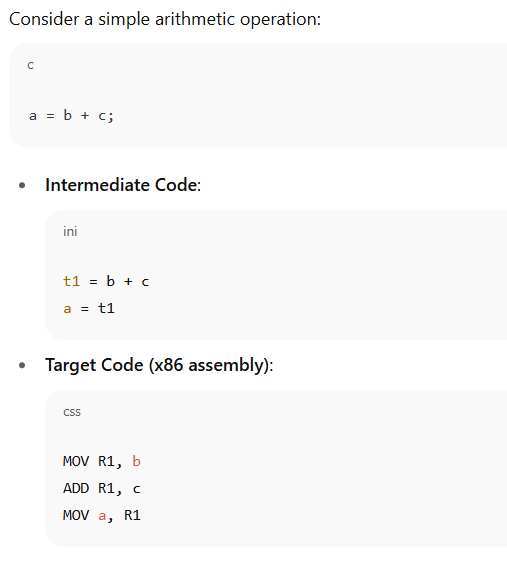 Consider a simple arithmetic operation:
c
a = b + c;
Intermediate Code:
ini
t1 = b + c
a = t1
Target Code (x86 assembly):
css
MOV R1, b
ADD R1, c
MOV a, R1